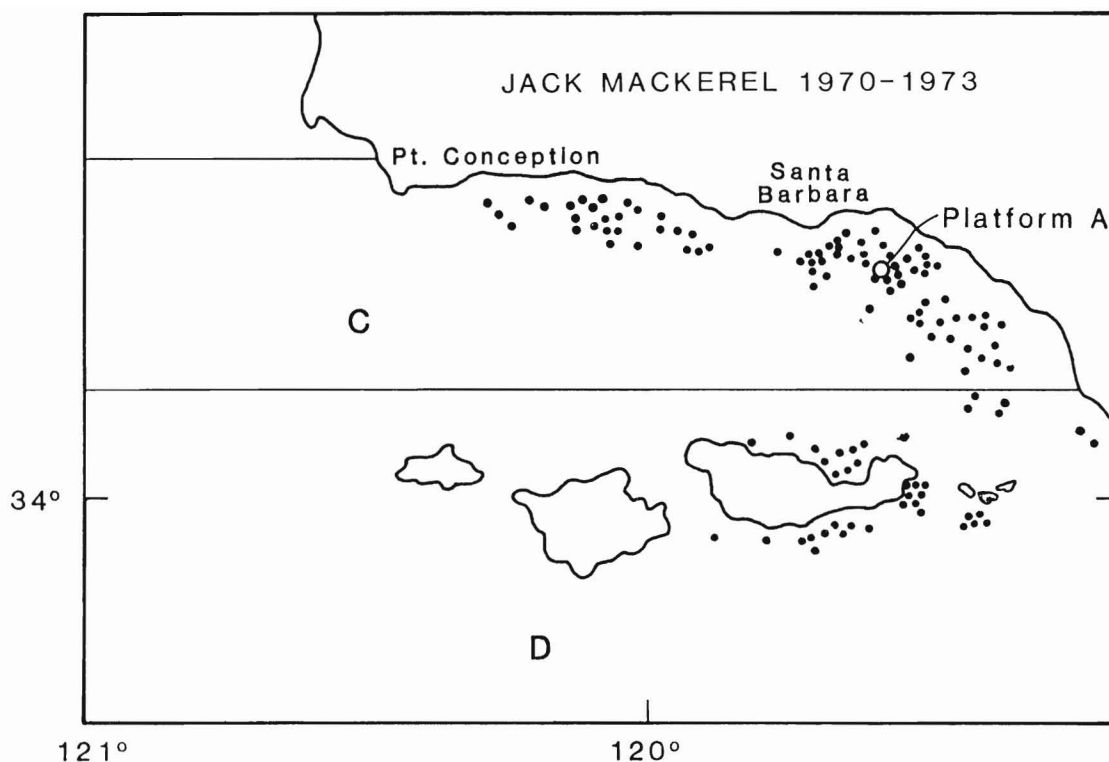 JACK MACKEREL 1970-1973
Pt. Conception
Santa
Barbara
Platform A
C
34°
D
121°
120°